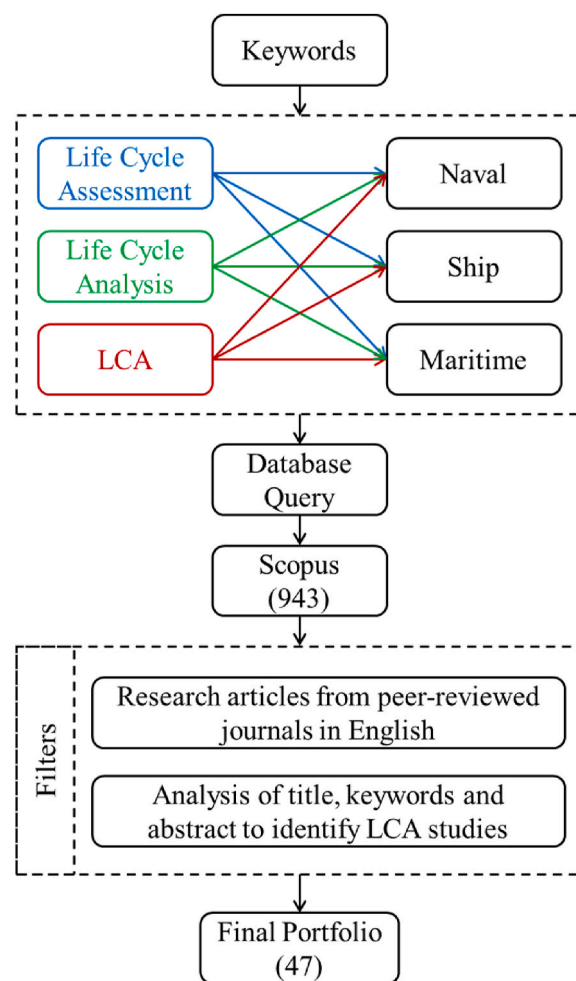 Keywords
Life Cycle
Assessment
Naval
Life Cycle
Analysis
Ship
LCA
Maritime
Database
Query
Scopus
(943)
Filters
Research articles from peer-reviewed
journals in English
Analysis of title, keywords and
abstract to identify LCA studies
Final Portfolio
(47)